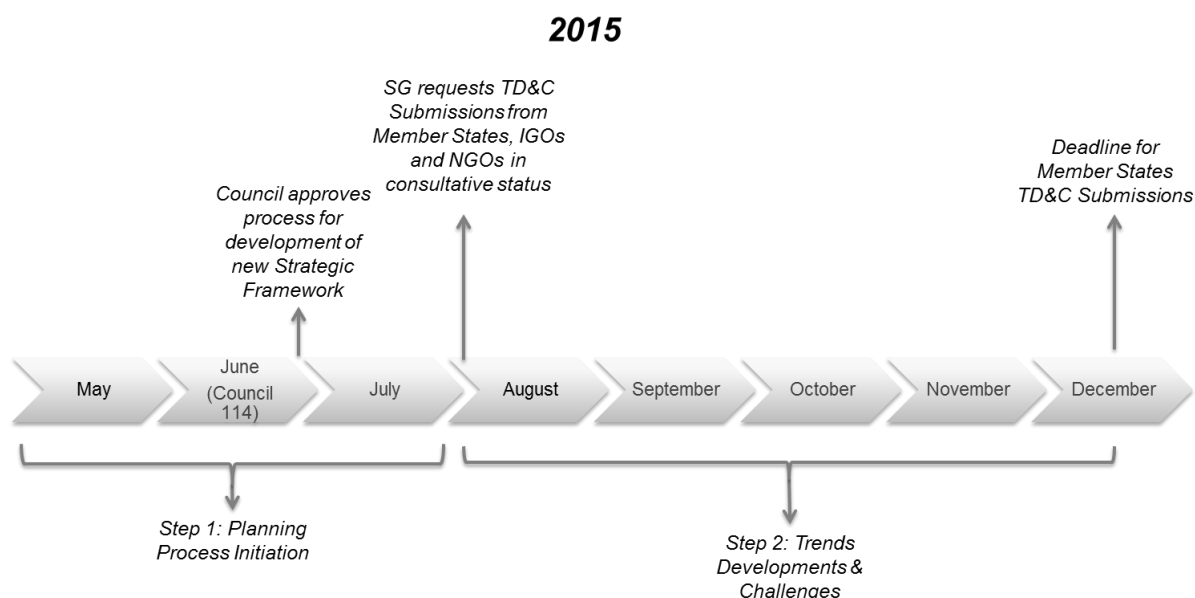 2015
SG requests TD&C
Submissions from
Member States, IGOs
and NGOs in
consultative status
Deadline for
Member States
TD&C Submissions
Council approves
process for
development of
new Strategic
Framework
May
June
(Council
114)
July
August
September
October
November
December
Step 1: Planning
Process Initiation
Step 2: Trends
Developments &
Challenges